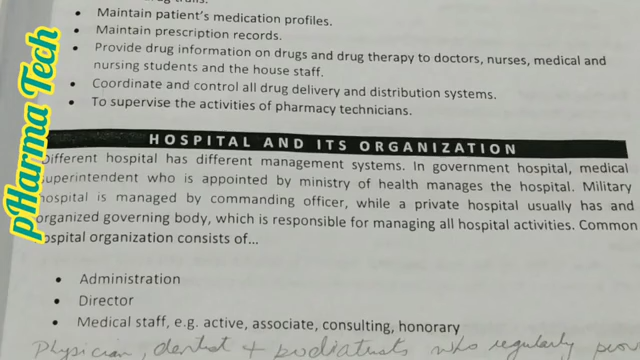 pHarma Tech
• Maintain patient's medication profiles.
• Maintain prescription records.
• Provide drug information on drugs and drug therapy to doctors, nurses, medical and
nursing students and the house staff.
• Coordinate and control all drug delivery and distribution systems.
• To supervise the activities of pharmacy technicians.
HOSPITAL AND ITS ORGANIZATION
Different hospital has different management systems. In government hospital, medical
superintendent who is appointed by ministry of health manages the hospital. Military
hospital is managed by commanding officer, while a private hospital usually has and
organized governing body, which is responsible for managing all hospital activities. Common
hospital organization consists of...
• Administration
• Director
• Medical staff, e.g. active, associate, consulting, honorary
Physician, dentist + podiatrists who regularly